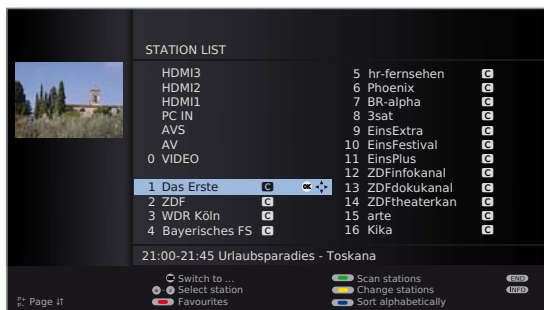 STATION LIST
HDMI3
HDMI2
HDMI1
PC IN
AVS
AV
0 VIDEO
1 Das Erste C OK
2 ZDF C
3 WDR Köln C
4 Bayerisches FS C
5 hr-fernsehen C
6 Phoenix C
7 BR-alpha C
8 3sat C
9 EinsExtra C
10 EinsFestival C
11 EinsPlus C
12 ZDFinfokanal C
13 ZDFdokukanal C
14 ZDFtheaterkan C
15 arte C
16 Kika C
21:00-21:45 Urlaubsparadies - Toskana
OK Switch to ...
A - Z Select station
Favourites
Scan stations
Change stations
Sort alphabetically
END
INFO
P+ P- Page ↓↑